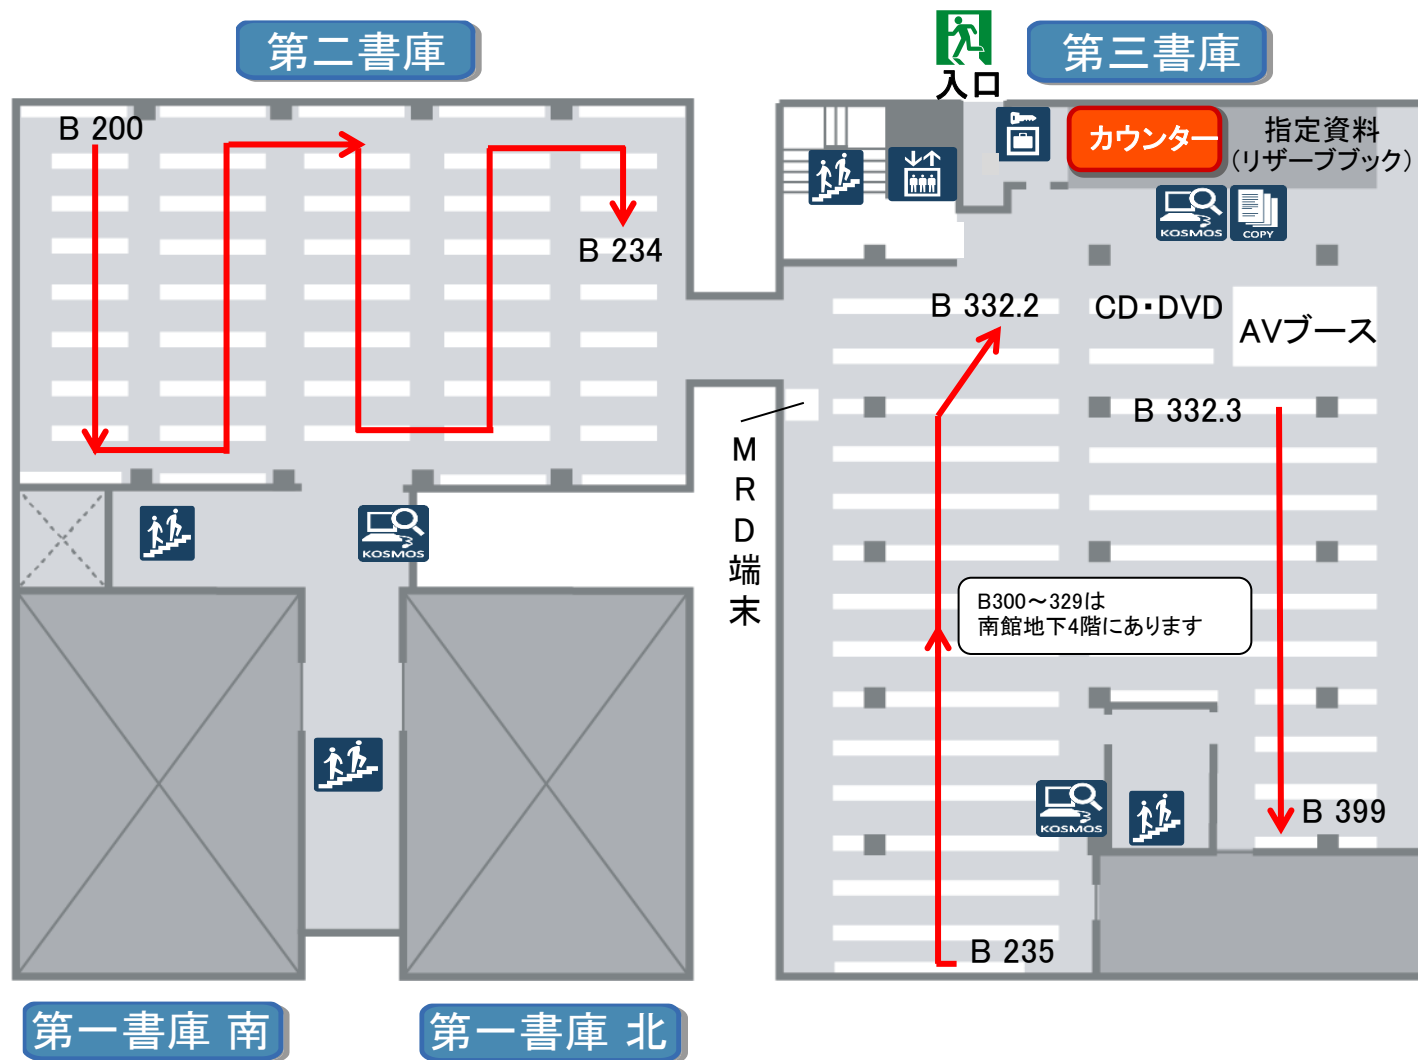 第二書庫
入口
第三書庫
カウンター
指定資料
(リザーブブック)
KOSMOS
COPY
B 200
B 234
B 332.2
CD・DVD
AVブース
B 332.3
MRD端末
KOSMOS
B300～329は
南館地下4階にあります
KOSMOS
B 399
B 235
第一書庫 南
第一書庫 北